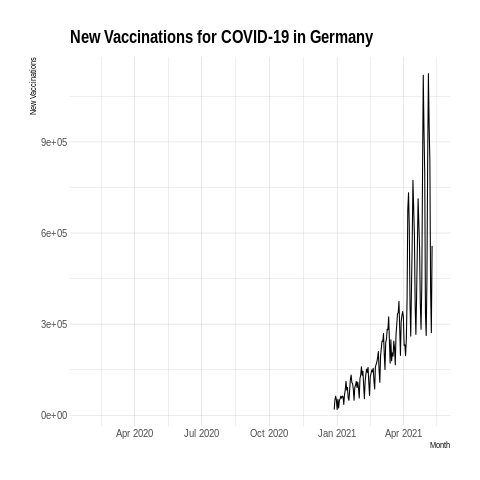 New Vaccinations for COVID-19 in Germany
New Vaccinations
9e+05
6e+05
3e+05
0e+00
Apr 2020 Jul 2020 Oct 2020 Jan 2021 Apr 2021
Month